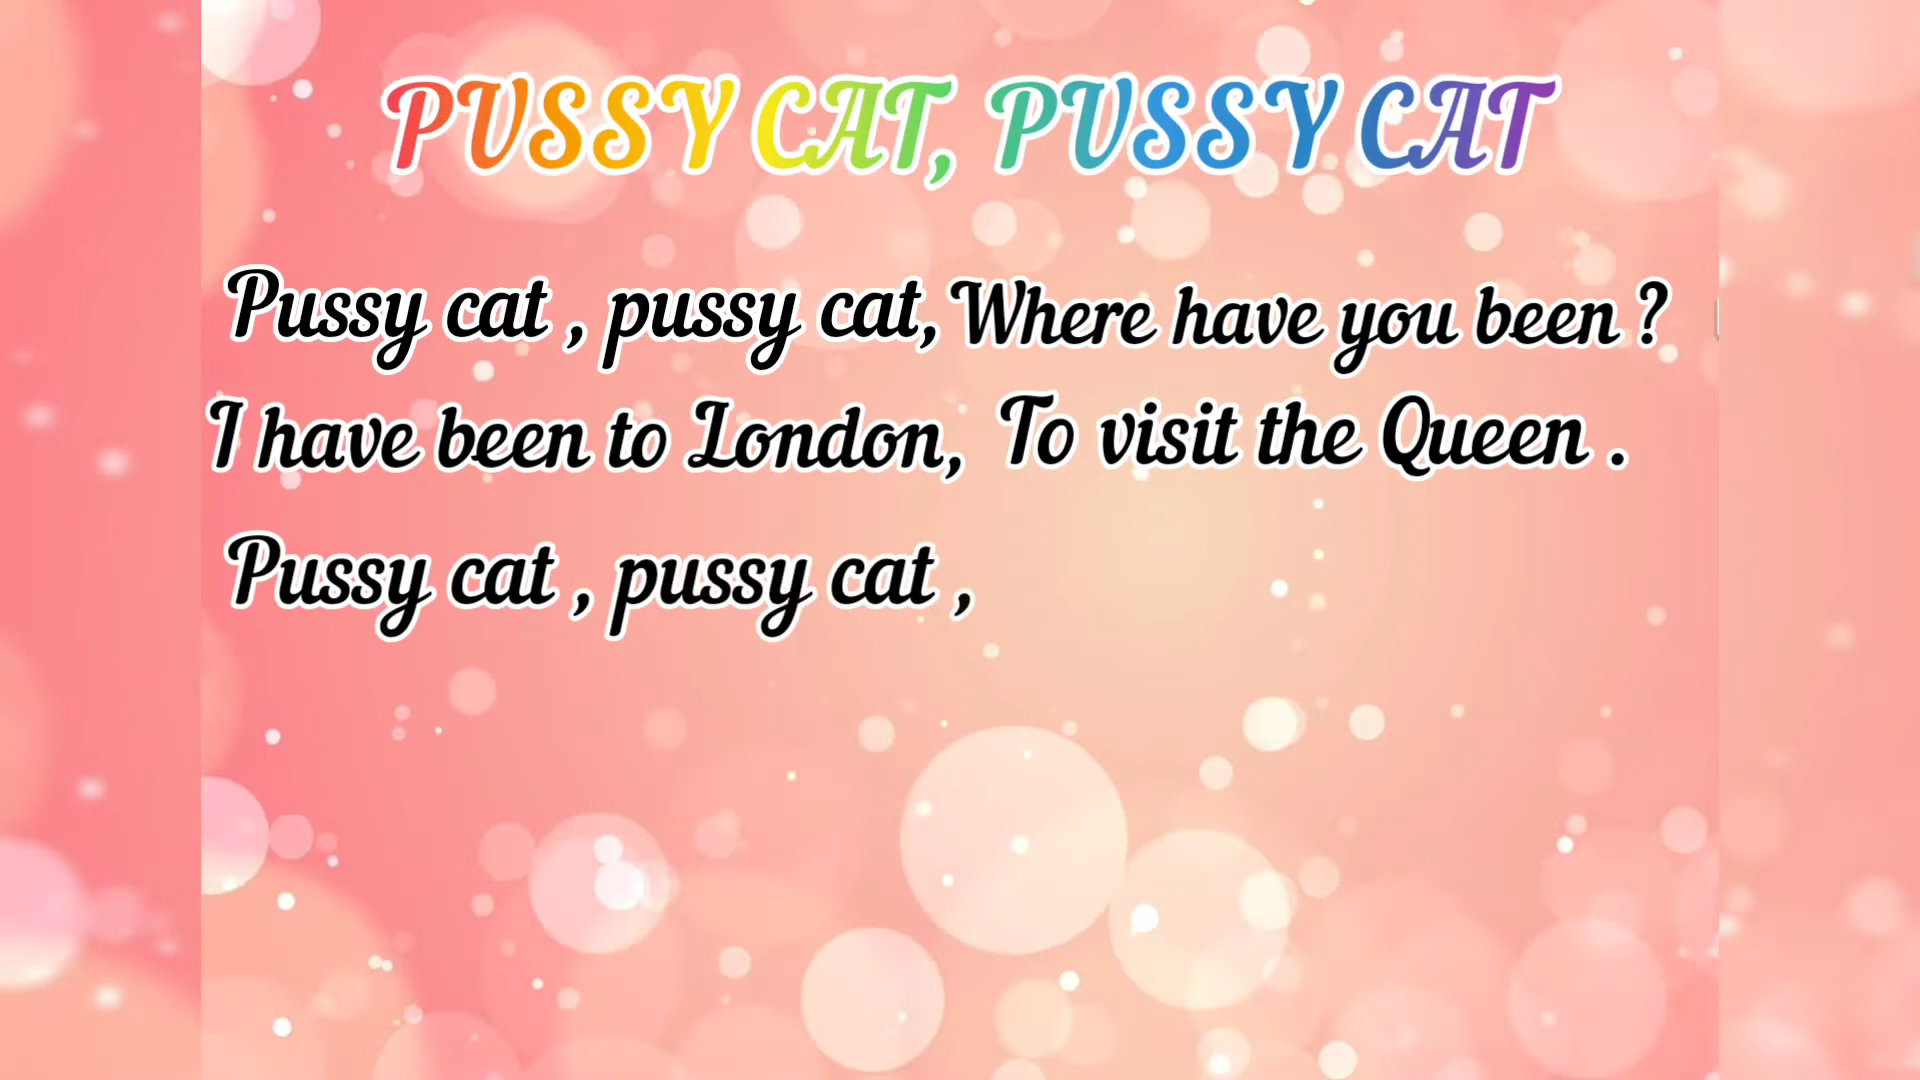 PUSSY CAT, PUSSY CAT
Pussy cat , pussy cat, Where have you been ?
I have been to London, To visit the Queen .
Pussy cat , pussy cat ,